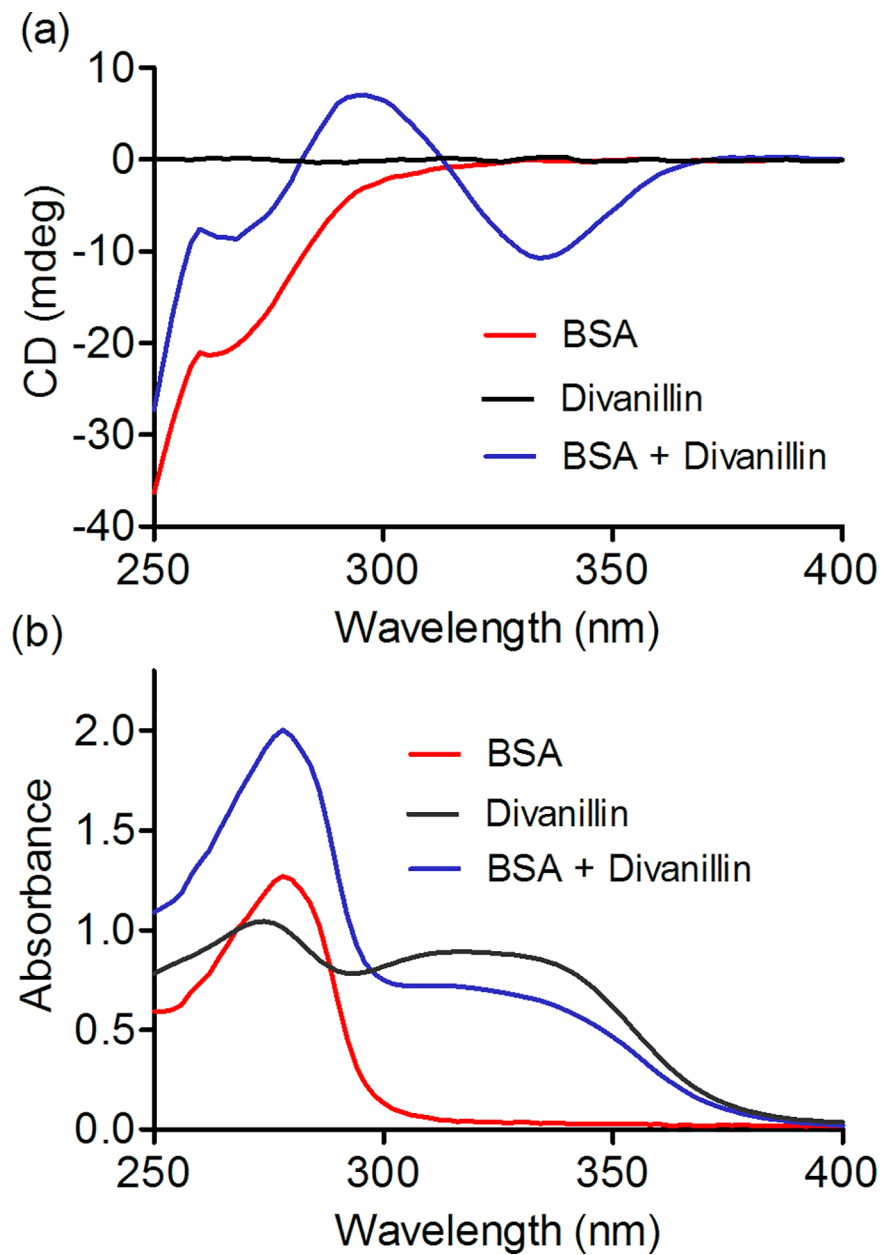 (a)
10
0
-10
-20
-30
-40
CD (mdeg)
BSA
Divanillin
BSA + Divanillin
250 300 350 400
Wavelength (nm)
(b)
2.0
1.5
1.0
0.5
0.0
Absorbance
BSA
Divanillin
BSA + Divanillin
250 300 350 400
Wavelength (nm)